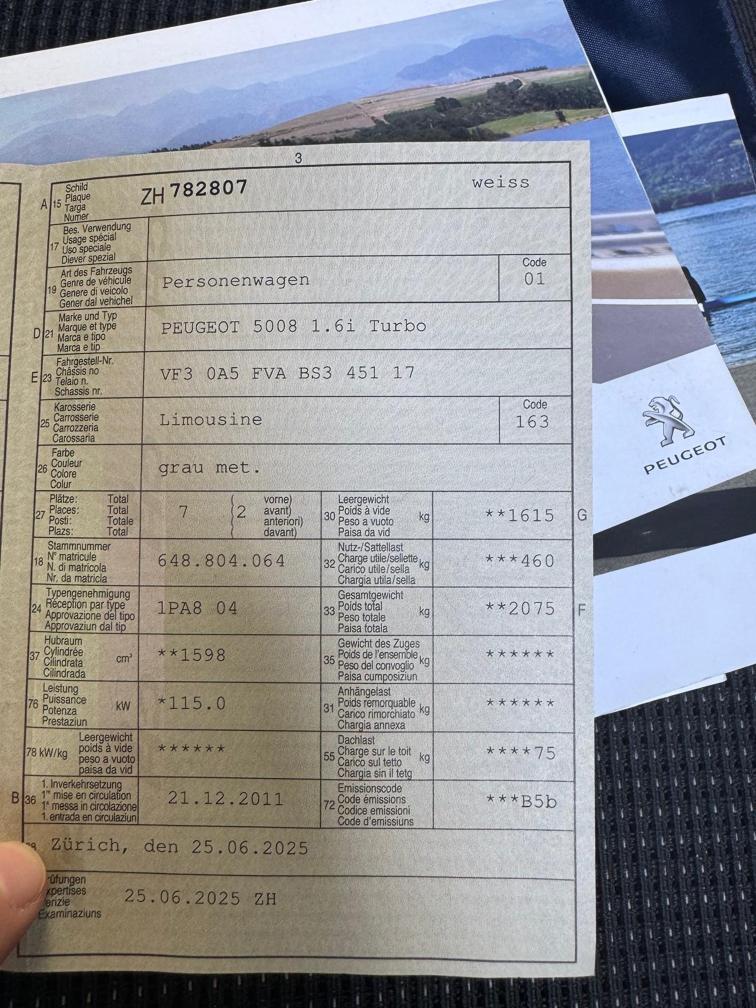 3
A 15 Schild Plaque Targa Numer ZH 782807 weiss
17 Bes. Verwendung Usage spécial Uso speciale Diever spezial
19 Art des Fahrzeugs Genre de véhicule Genere di veicolo Gener dal vehichel Personenwagen Code 01
D 21 Marke und Typ Marque et type Marca e tipo Marca e tip PEUGEOT 5008 1.6i Turbo
E 23 Fahrgestell-Nr. Châssis no Telaio n. Schassis nr. VF3 0A5 FVA BS3 451 17
25 Karosserie Carrosserie Carrozzeria Carossaria Limousine Code 163
26 Farbe Couleur Colore Colur grau met.
27 Plätze: Total Places: Total Posti: Totale Plazs: Total 7 (2 vorne) avant) anteriori) davant) 30 Leergewicht Poids à vide Peso a vuoto Paisa da vid kg **1615 G
18 Stammnummer N° matricule N. di matricola Nr. da matricla 648.804.064 32 Nutz-/Sattellast Charge utile/sellette Carico utile/sella Chargia utila/sella kg ***460
24 Typengenehmigung Réception par type Approvazione del tipo Approvaziun dal tip 1PA8 04 33 Gesamtgewicht Poids total Peso totale Paisa totala kg **2075 F
37 Hubraum Cylindrée Cilindrata Cilindrada cm³ **1598 35 Gewicht des Zuges Poids de l'ensemble Peso del convoglio Paisa cumposiziun kg ******
76 Leistung Puissance Potenza Prestaziun kW *115.0 31 Anhängelast Poids remorquable Carico rimorchiato Chargia annexa kg ******
78 kW/kg Leergewicht poids à vide peso a vuoto paisa da vid ****** 55 Dachlast Charge sur le toit Carico sul tetto Chargia sin il tetg kg ****75
B 36 1. Inverkehrsetzung 1re mise en circulation 1a messa in circolazione 1. entrada en circulaziun 21.12.2011 72 Emissionscode Code émissions Codice emissioni Code d'emissiuns ***B5b
Zürich, den 25.06.2025
rüfungen xpertises erizie Examinaziuns 25.06.2025 ZH
PEUGEOT